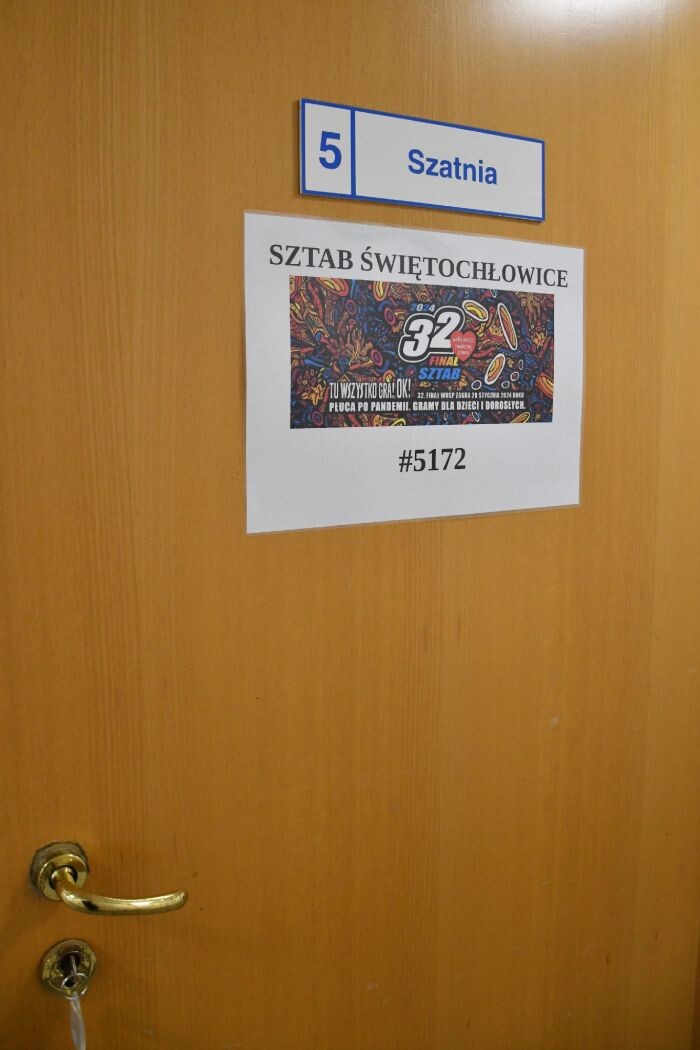 5
Szatnia
SZTAB ŚWIĘTOCHŁOWICE
2024
32
FINAŁ
SZTAB
TU WSZYSTKO GRA! OK!
32. FINAŁ WOŚP ZAGRA 28 STYCZNIA 2024 ROKU
PŁUCA PO PANDEMII. GRAMY DLA DZIECI I DOROSŁYCH.
#5172